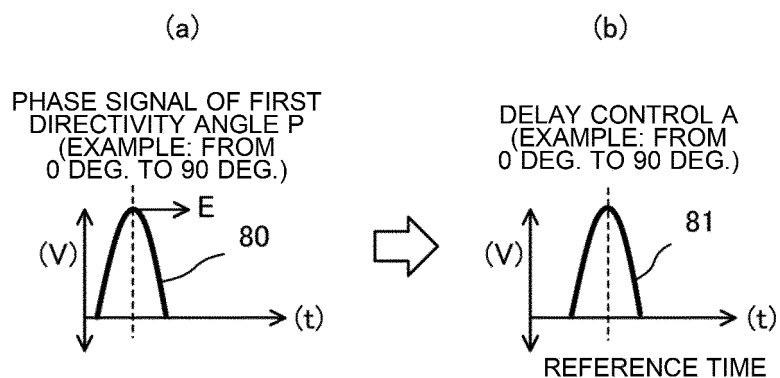 (a)
PHASE SIGNAL OF FIRST
DIRECTIVITY ANGLE P
(EXAMPLE: FROM
0 DEG. TO 90 DEG.)
E
80
(V)
(t)
(b)
DELAY CONTROL A
(EXAMPLE: FROM
0 DEG. TO 90 DEG.)
81
(V)
(t)
REFERENCE TIME